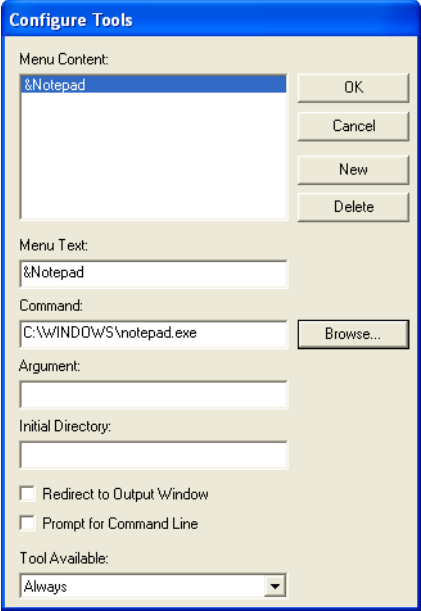 Configure Tools
Menu Content:
&Notepad
OK
Cancel
New
Delete
Menu Text:
&Notepad
Command:
C:\WINDOWS\notepad.exe
Browse...
Argument:
Initial Directory:
Redirect to Output Window
Prompt for Command Line
Tool Available:
Always